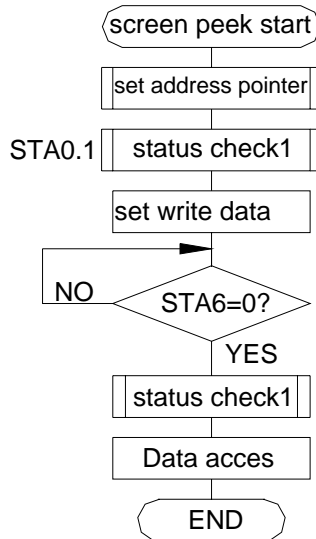 screen peek start
set address pointer
STA0.1
status check1
set write data
NO
STA6=0?
YES
status check1
Data acces
END